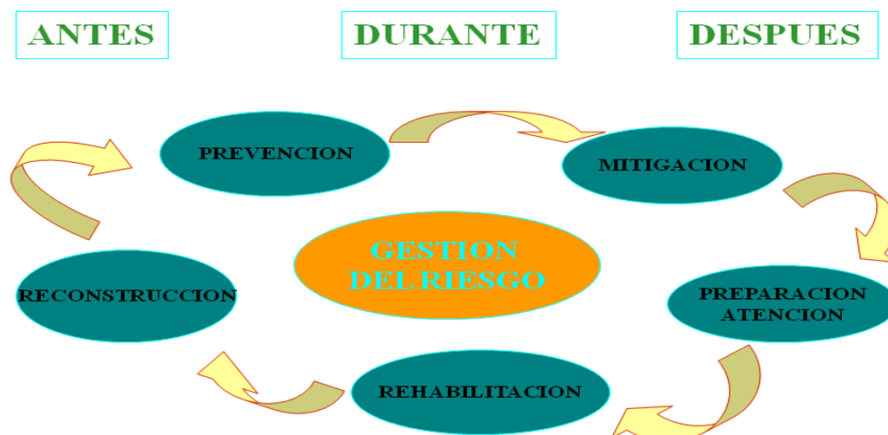 ANTES
DURANTE
DESPUES
PREVENCION
MITIGACION
GESTION
DEL RIESGO
RECONSTRUCCION
PREPARACION
ATENCION
REHABILITACION